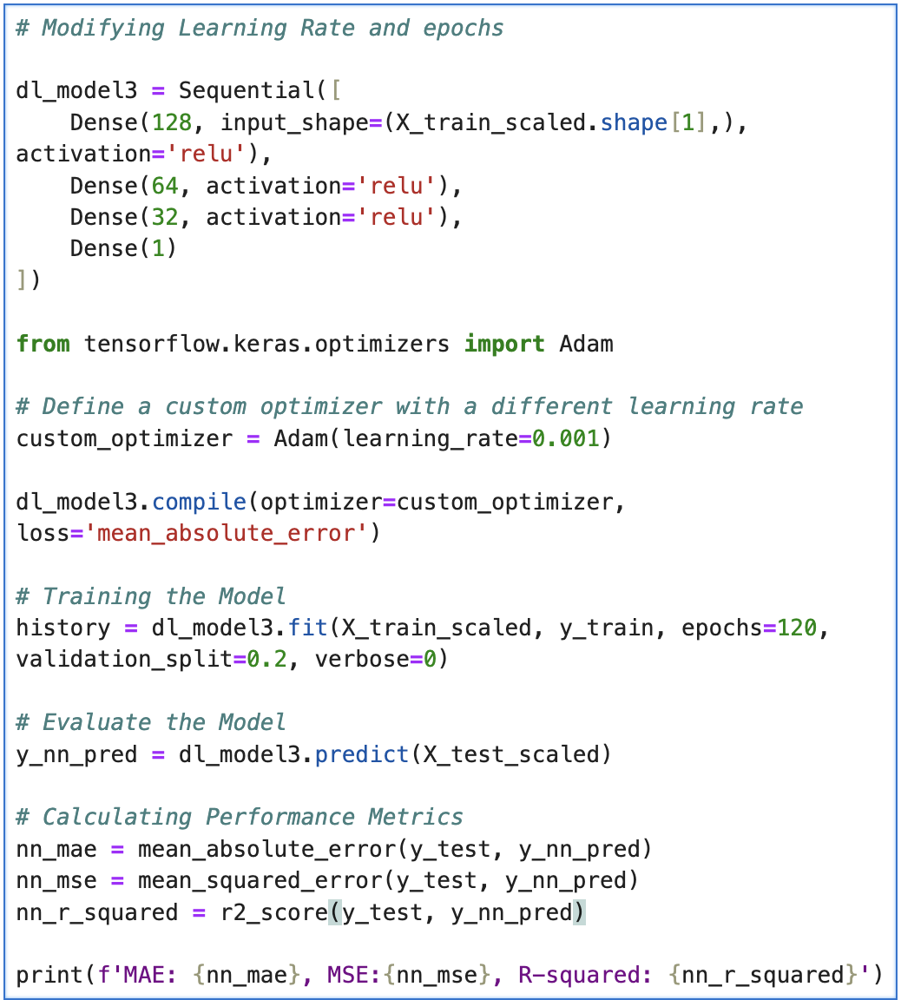 # Modifying Learning Rate and epochs
dl_model3 = Sequential([
    Dense(128, input_shape=(X_train_scaled.shape[1],),
activation='relu'),
    Dense(64, activation='relu'),
    Dense(32, activation='relu'),
    Dense(1)
])
from tensorflow.keras.optimizers import Adam
# Define a custom optimizer with a different learning rate
custom_optimizer = Adam(learning_rate=0.001)
dl_model3.compile(optimizer=custom_optimizer,
loss='mean_absolute_error')
# Training the Model
history = dl_model3.fit(X_train_scaled, y_train, epochs=120,
validation_split=0.2, verbose=0)
# Evaluate the Model
y_nn_pred = dl_model3.predict(X_test_scaled)
# Calculating Performance Metrics
nn_mae = mean_absolute_error(y_test, y_nn_pred)
nn_mse = mean_squared_error(y_test, y_nn_pred)
nn_r_squared = r2_score(y_test, y_nn_pred)
print(f'MAE: {nn_mae}, MSE:{nn_mse}, R-squared: {nn_r_squared}')